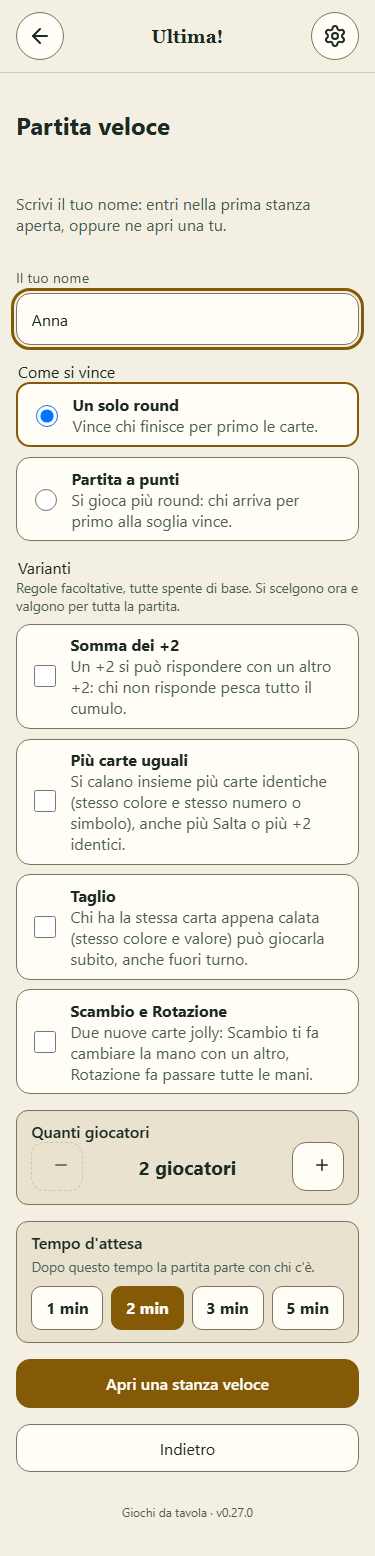 Ultima!
Partita veloce
Scrivi il tuo nome: entri nella prima stanza
aperta, oppure ne apri una tu.
Il tuo nome
Anna
Come si vince
Un solo round
Vince chi finisce per primo le carte.
Partita a punti
Si gioca più round: chi arriva per
primo alla soglia vince.
Varianti
Regole facoltative, tutte spente di base. Si scelgono ora e
valgono per tutta la partita.
Somma dei +2
Un +2 si può rispondere con un altro
+2: chi non risponde pesca tutto il
cumulo.
Più carte uguali
Si calano insieme più carte identiche
(stesso colore e stesso numero o
simbolo), anche più Salta o più +2
identici.
Taglio
Chi ha la stessa carta appena calata
(stesso colore e valore) può giocarla
subito, anche fuori turno.
Scambio e Rotazione
Due nuove carte jolly: Scambio ti fa
cambiare la mano con un altro,
Rotazione fa passare tutte le mani.
Quanti giocatori
− 2 giocatori +
Tempo d'attesa
Dopo questo tempo la partita parte con chi c'è.
1 min 2 min 3 min 5 min
Apri una stanza veloce
Indietro
Giochi da tavola · v0.27.0